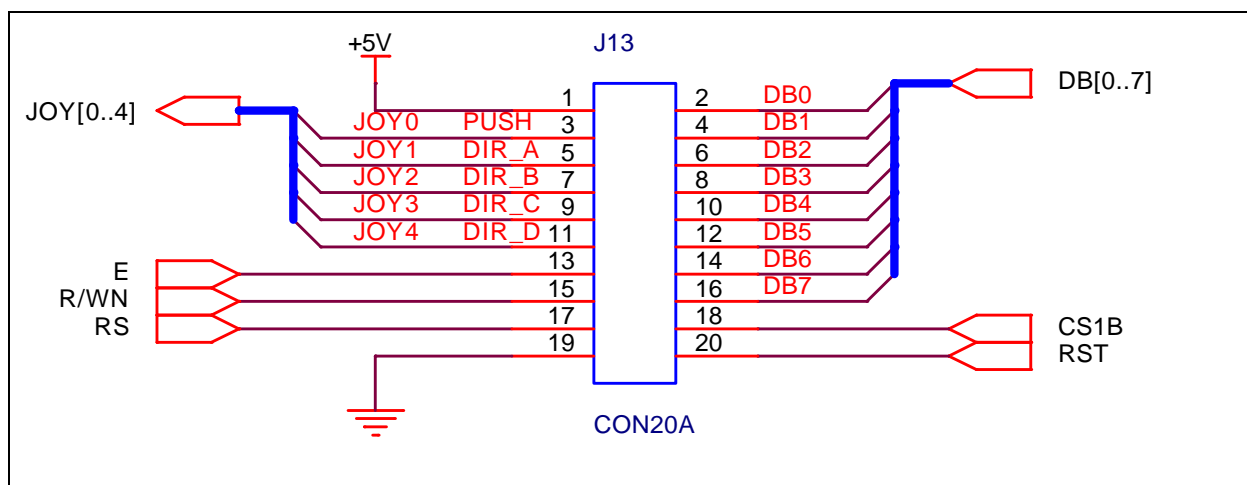 +5V J13
JOY[0..4] DB[0..7]
1 2 DB0
JOY0 PUSH 3 4 DB1
JOY1 DIR_A 5 6 DB2
JOY2 DIR_B 7 8 DB3
JOY3 DIR_C 9 10 DB4
JOY4 DIR_D 11 12 DB5
E 13 14 DB6
R/WN 15 16 DB7
RS 17 18 CS1B
19 20 RST
CON20A